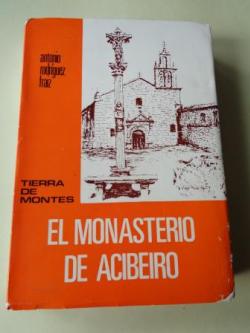 antonio
rodríguez
fraiz
TIERRA
DE
MONTES
EL MONASTERIO
DE ACIBEIRO